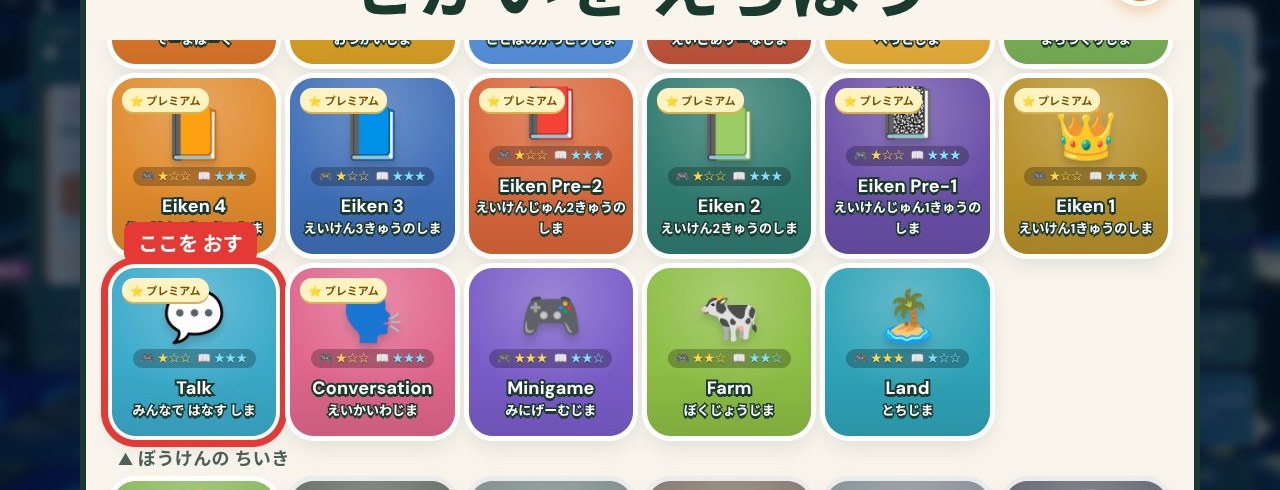 せかいを えらぼう
プレミアム
プレミアム
プレミアム
プレミアム
プレミアム
プレミアム
Eiken 4
Eiken 3
えいけん3きゅうのしま
Eiken Pre-2
えいけんじゅん2きゅうの
しま
Eiken 2
えいけん2きゅうのしま
Eiken Pre-1
えいけんじゅん1きゅうの
しま
Eiken 1
えいけん1きゅうのしま
ここを おす
プレミアム
プレミアム
Talk
みんなで はなす しま
Conversation
えいかいわじま
Minigame
みにげーむじま
Farm
ぼくじょうじま
Land
とちじま
▲ ぼうけんの ちいき